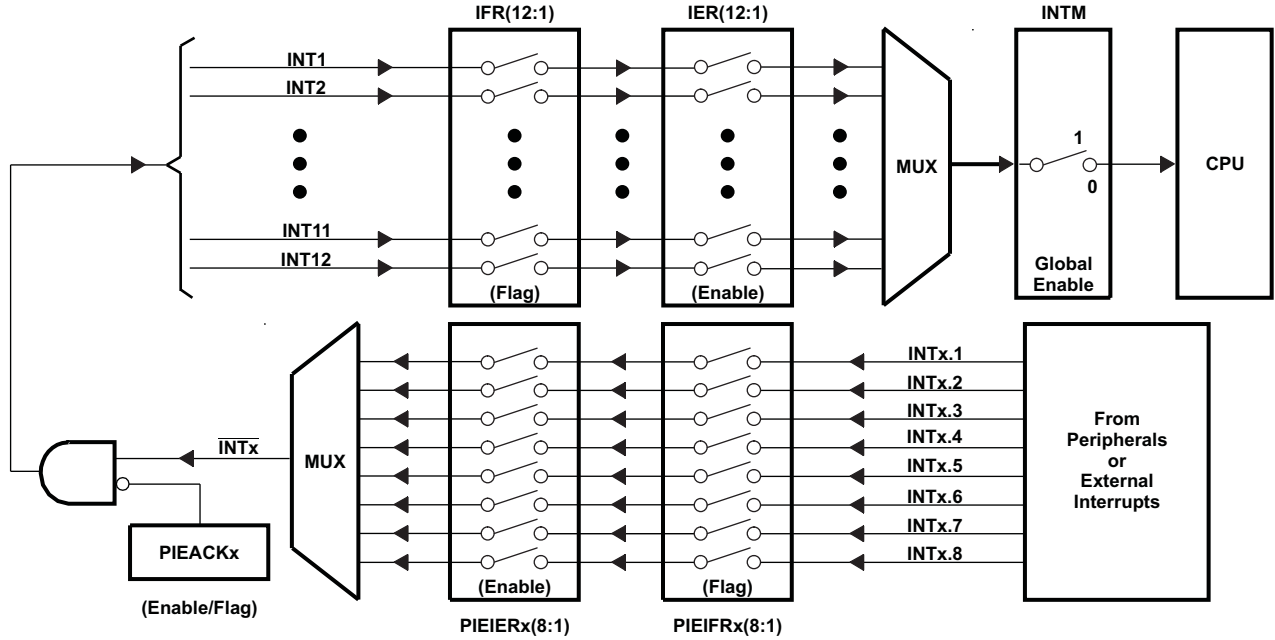 IFR(12:1)
IER(12:1)
INTM
INT1
INT2
INT11
INT12
(Flag)
(Enable)
MUX
1
0
Global
Enable
CPU
INTx
MUX
PIEACKx
(Enable/Flag)
(Enable)
(Flag)
PIEIERx(8:1)
PIEIFRx(8:1)
INTx.1
INTx.2
INTx.3
INTx.4
INTx.5
INTx.6
INTx.7
INTx.8
From
Peripherals
or
External
Interrupts